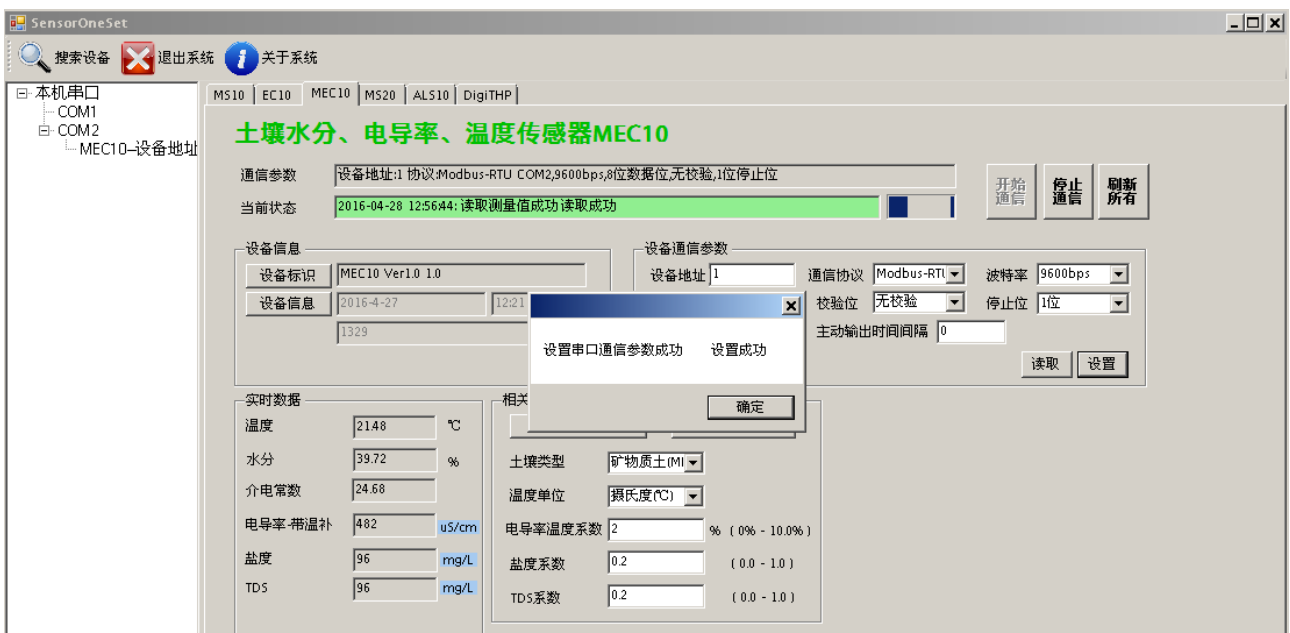 SensorOneSet
搜索设备 退出系统 关于系统
本机串口
COM1
COM2
MEC10--设备地址
MS10 EC10 MEC10 MS20 ALS10 DigiTHP
土壤水分、电导率、温度传感器MEC10
通信参数 设备地址:1 协议:Modbus-RTU COM2,9600bps,8位数据位,无校验,1位停止位
当前状态 2016-04-28 12:56:44: 读取测量值成功 读取成功
开始通信 停止通信 刷新所有
设备信息
设备标识 MEC10 Ver1.0 1.0
设备信息 2016-4-27 12:21
1329
设备通信参数
设备地址 1 通信协议 Modbus-RTU 波特率 9600bps
校验位 无校验 停止位 1位
主动输出时间间隔 0
读取 设置
设置串口通信参数成功 设置成功
确定
实时数据
温度 21.48 ℃
水分 39.72 %
介电常数 24.68
电导率-带温补 482 uS/cm
盐度 96 mg/L
TDS 96 mg/L
相关
土壤类型 矿物质土(MI
温度单位 摄氏度(℃)
电导率温度系数 2 % ( 0% - 10.0% )
盐度系数 0.2 ( 0.0 - 1.0 )
TDS系数 0.2 ( 0.0 - 1.0 )